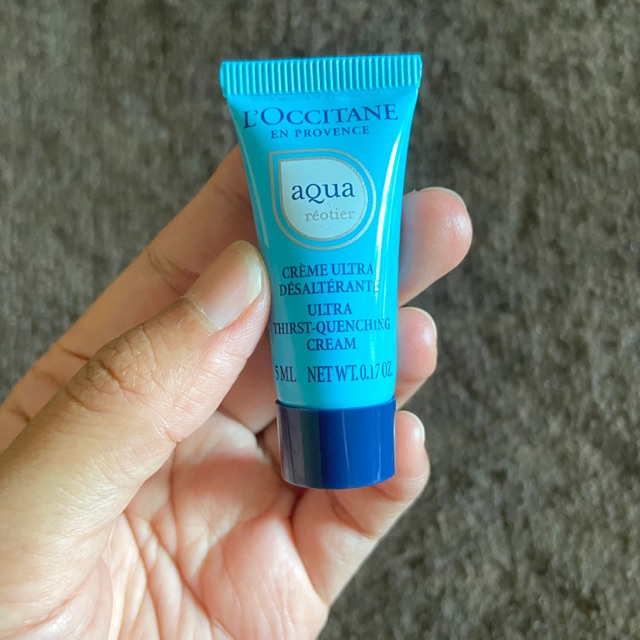 L'OCCITANE
EN PROVENCE
aqua
réotier
CRÈME ULTRA
DÉSALTÉRANTE
ULTRA
THIRST-QUENCHING
CREAM
5 ML NET WT. 0.17 OZ.